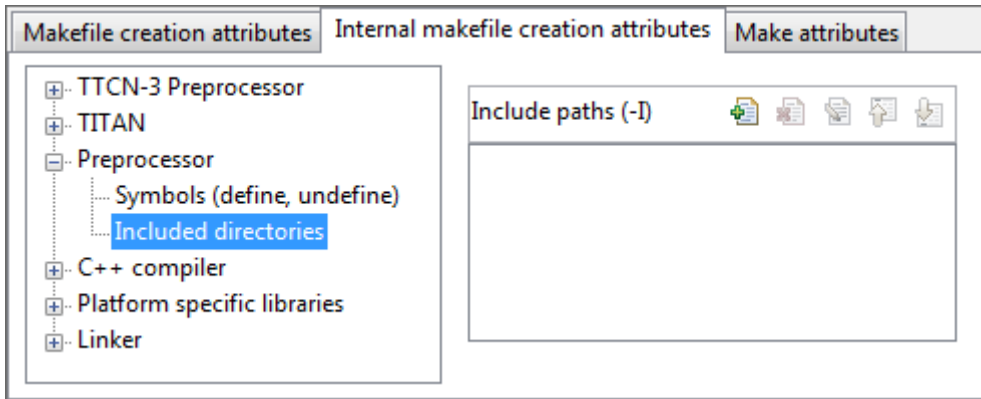 Makefile creation attributes
Internal makefile creation attributes
Make attributes
TTCN-3 Preprocessor
TITAN
Preprocessor
Symbols (define, undefine)
Included directories
C++ compiler
Platform specific libraries
Linker
Include paths (-I)